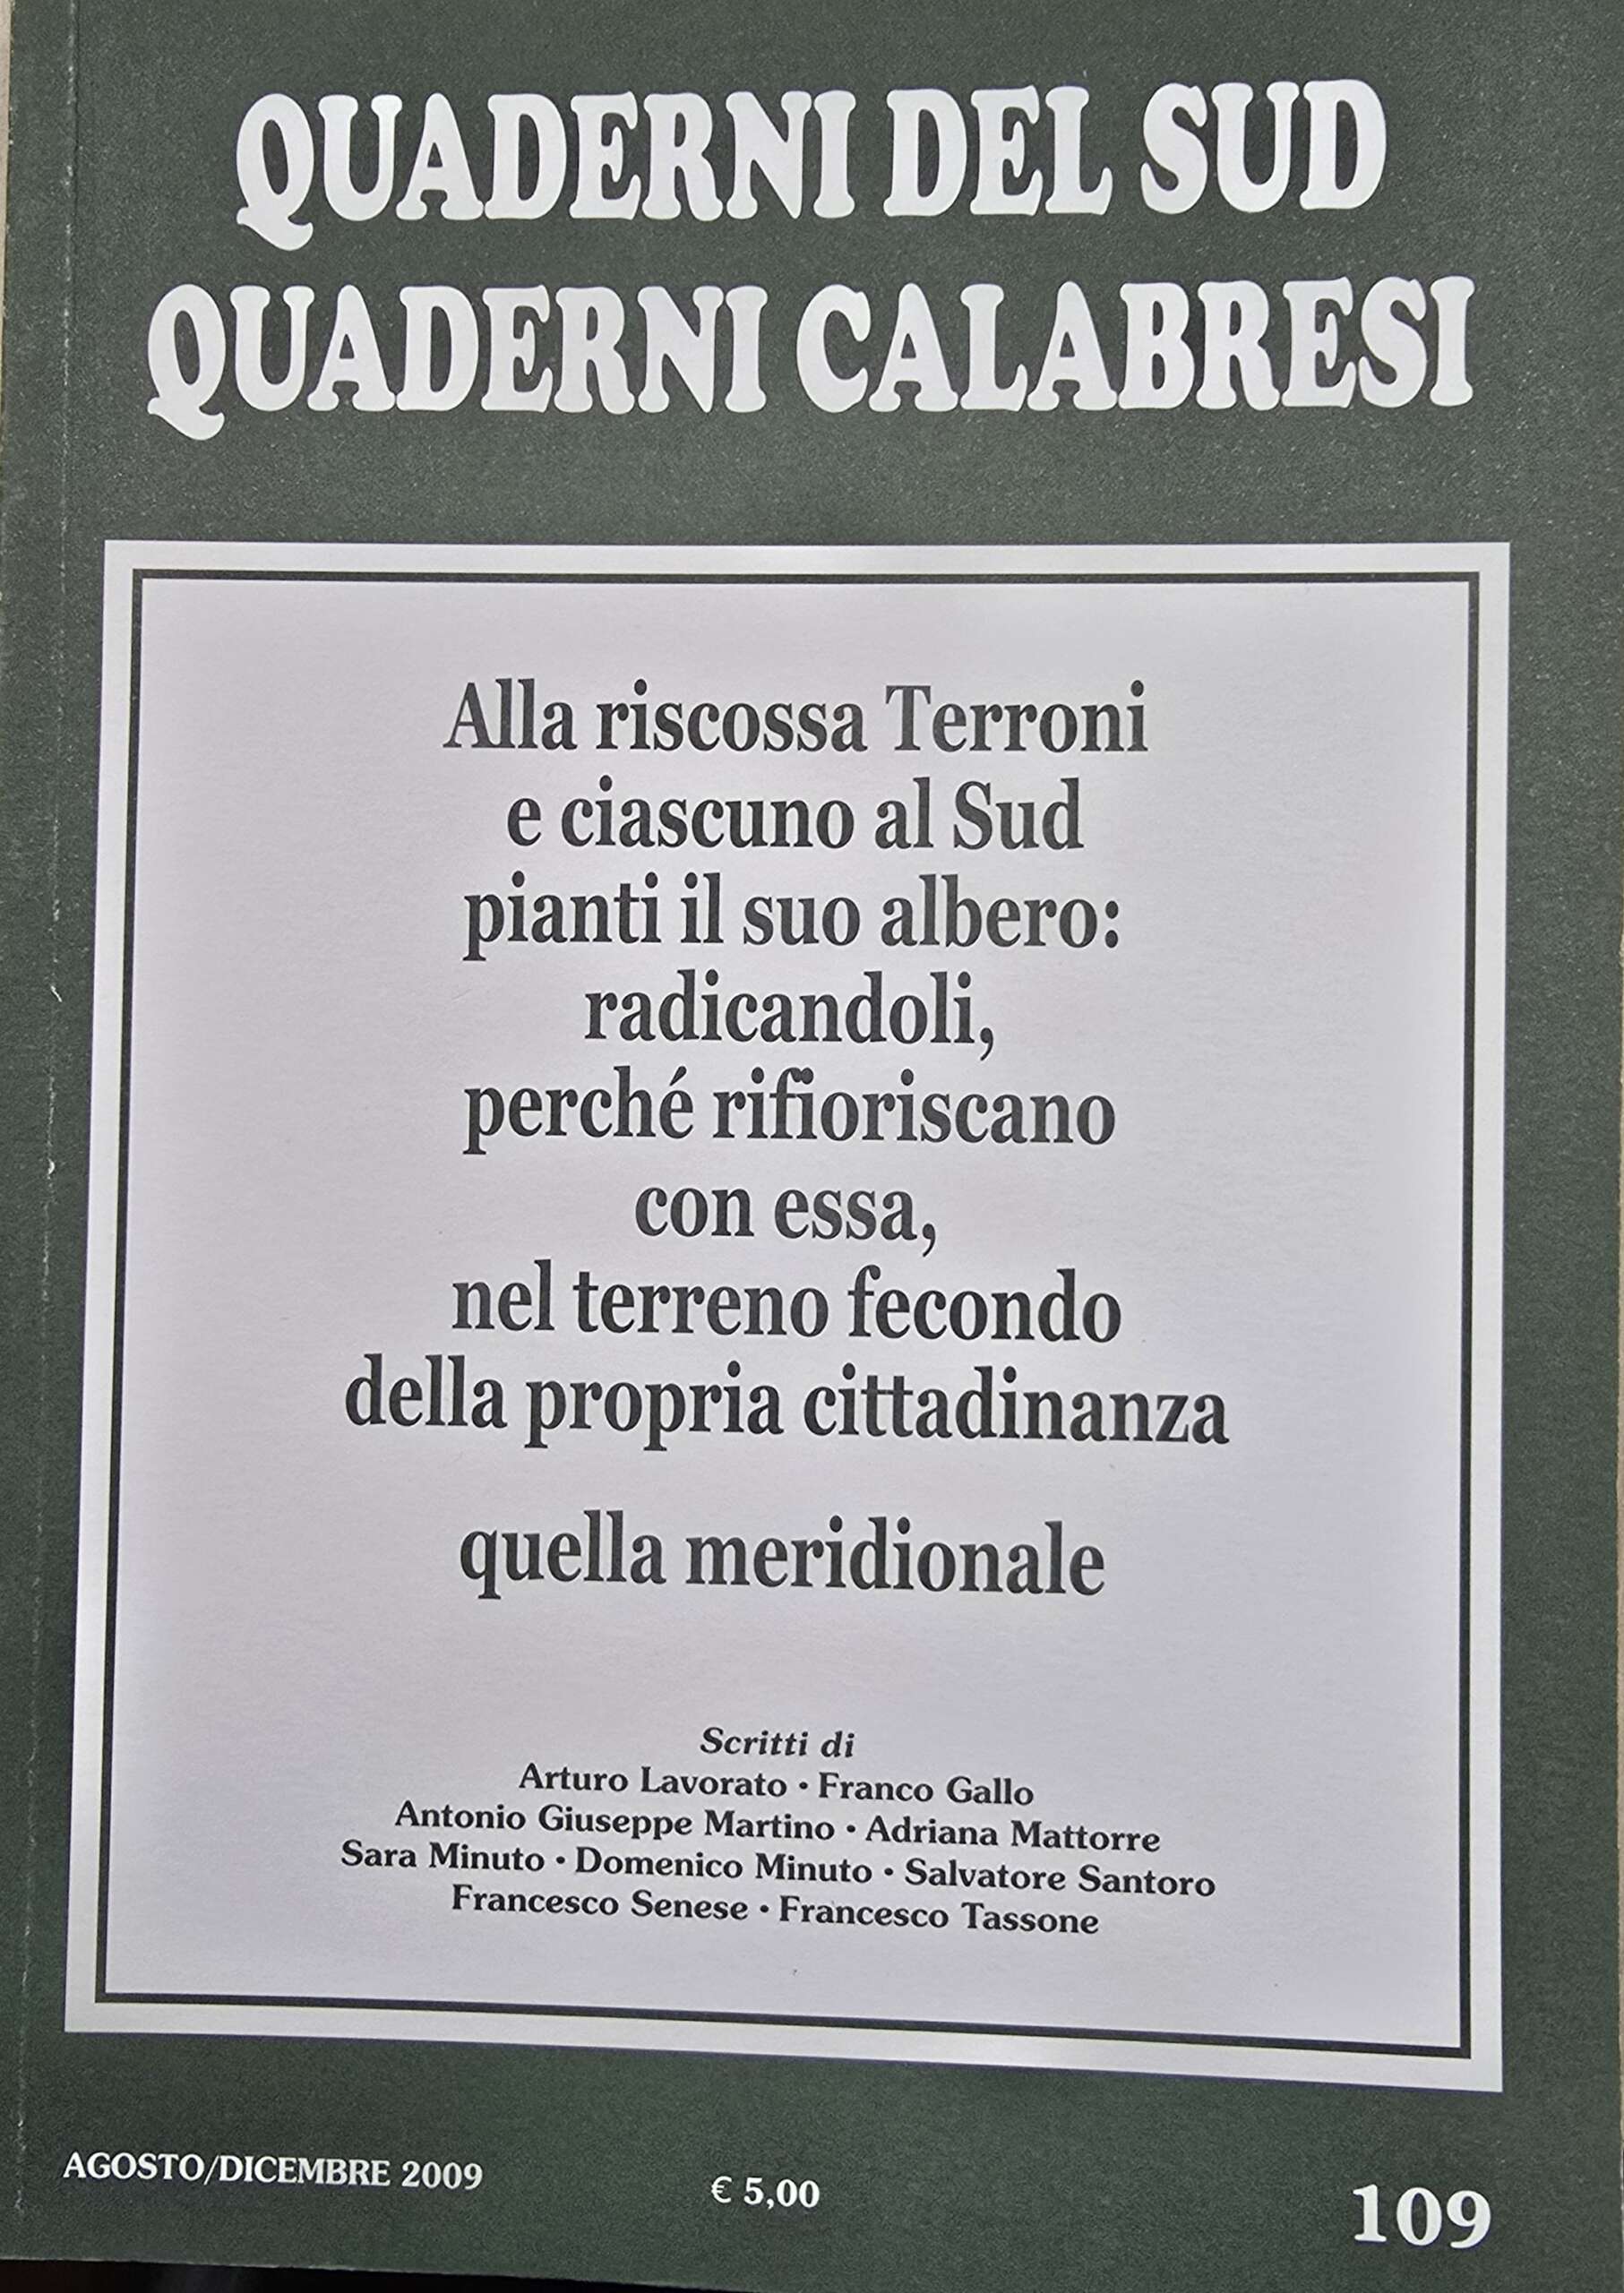 QUADERNI DEL SUD
QUADERNI CALABRESI
Alla riscossa Terroni
e ciascuno al Sud
pianti il suo albero:
radicandoli,
perché rifioriscano
con essa,
nel terreno fecondo
della propria cittadinanza
quella meridionale
Scritti di
Arturo Lavorato • Franco Gallo
Antonio Giuseppe Martino • Adriana Mattorre
Sara Minuto • Domenico Minuto • Salvatore Santoro
Francesco Senese • Francesco Tassone
AGOSTO/DICEMBRE 2009
€ 5,00
109